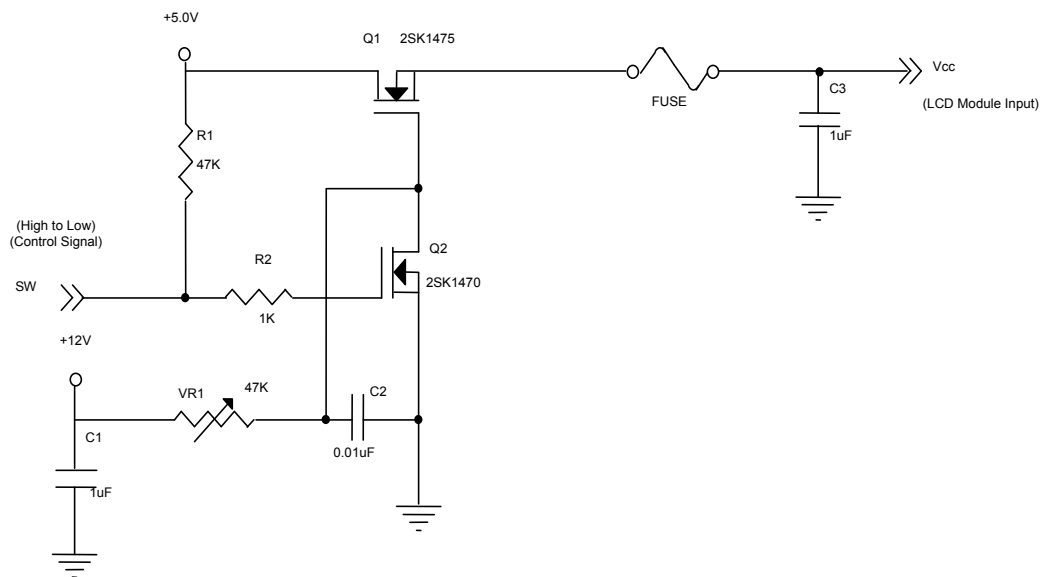 +5.0V
Q1 2SK1475
Vcc
C3
FUSE
(LCD Module Input)
R1
1uF
47K
(High to Low)
(Control Signal)
Q2
R2
2SK1470
SW
1K
+12V
VR1
47K
C2
C1
0.01uF
1uF